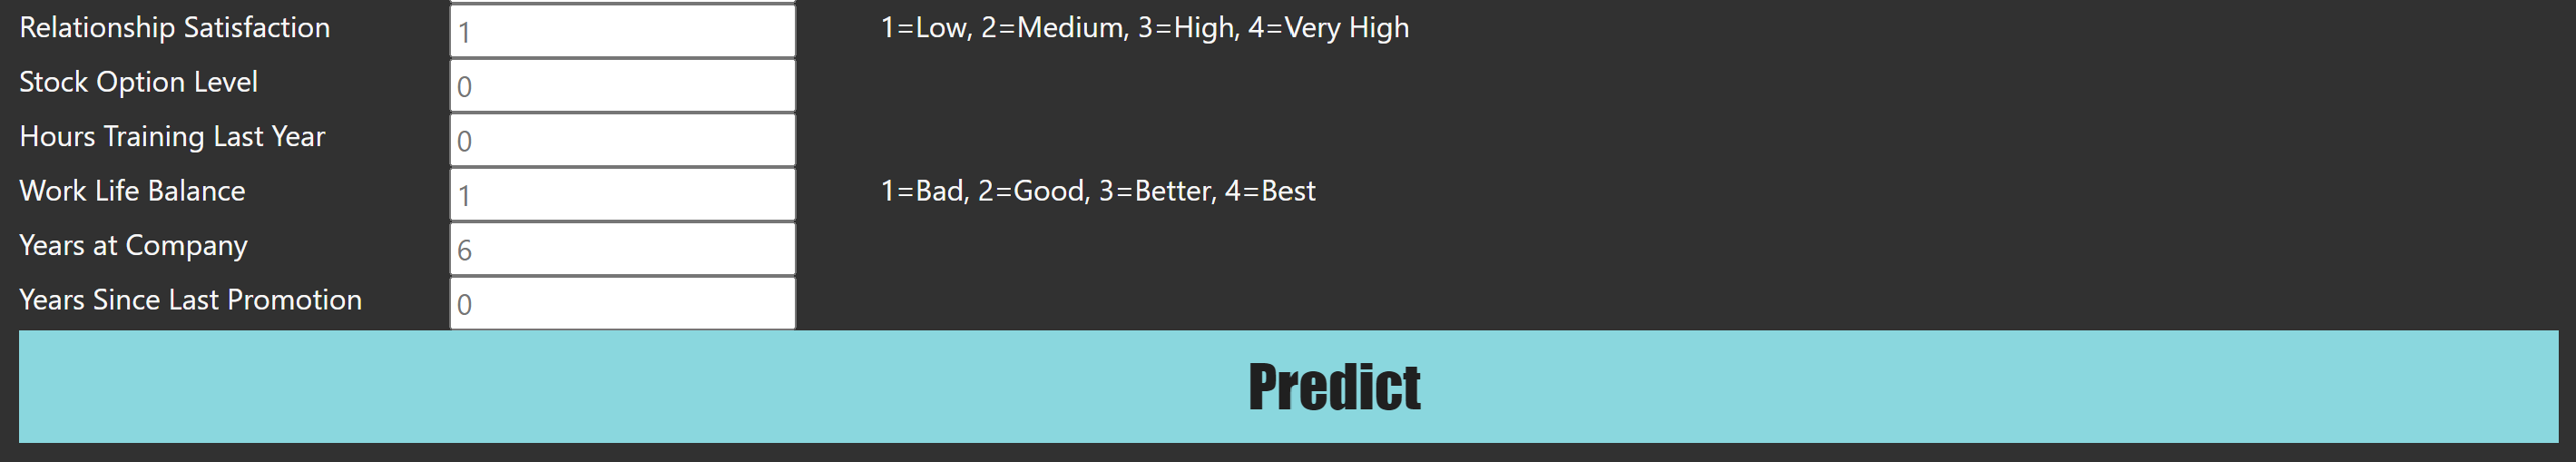 Relationship Satisfaction 1 1=Low, 2=Medium, 3=High, 4=Very High
Stock Option Level 0
Hours Training Last Year 0
Work Life Balance 1 1=Bad, 2=Good, 3=Better, 4=Best
Years at Company 6
Years Since Last Promotion 0
Predict